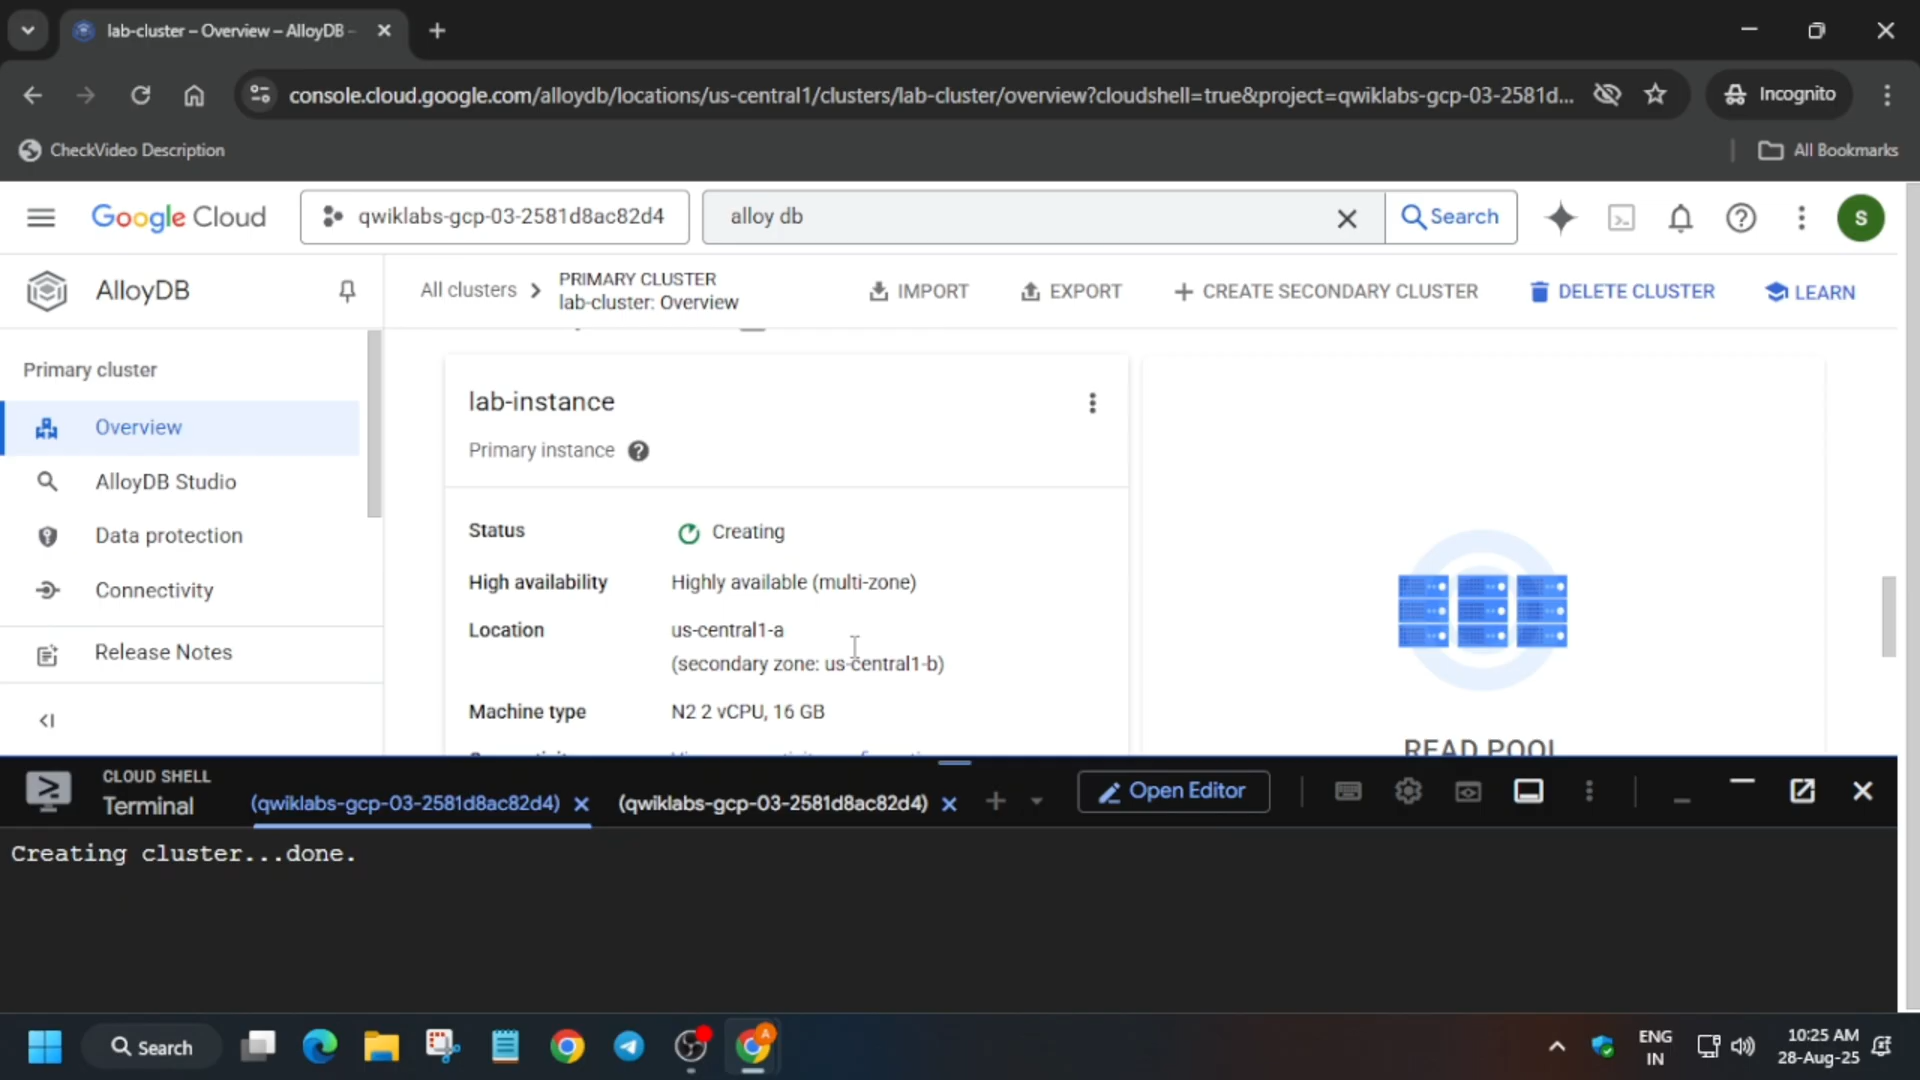 lab-cluster – Overview – AlloyDB -
console.cloud.google.com/alloydb/locations/us-central1/clusters/lab-cluster/overview?cloudshell=true&project=qwiklabs-gcp-03-2581d...
Incognito
CheckVideo Description
All Bookmarks
Google Cloud
qwiklabs-gcp-03-2581d8ac82d4
alloy db
Search
S
AlloyDB
All clusters
PRIMARY CLUSTER
lab-cluster: Overview
IMPORT
EXPORT
CREATE SECONDARY CLUSTER
DELETE CLUSTER
LEARN
Primary cluster
Overview
AlloyDB Studio
Data protection
Connectivity
Release Notes
lab-instance
Primary instance
Status
Creating
High availability
Highly available (multi-zone)
Location
us-central1-a
(secondary zone: us-central1-b)
Machine type
N2 2 vCPU, 16 GB
READ POOL
CLOUD SHELL
Terminal
(qwiklabs-gcp-03-2581d8ac82d4)
(qwiklabs-gcp-03-2581d8ac82d4)
Open Editor
Creating cluster...done.
Search
A
ENG
IN
10:25 AM
28-Aug-25